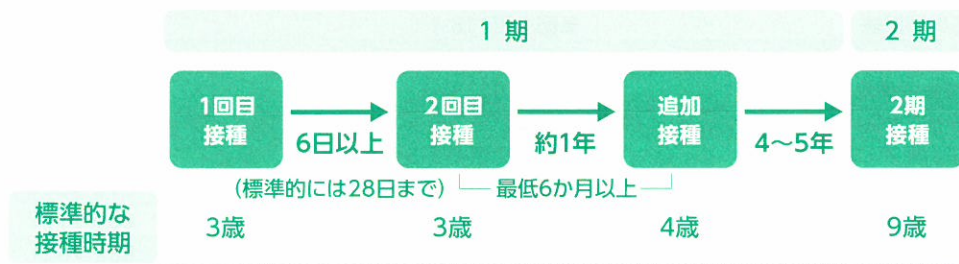 1 期
2 期
1回目
接種
6日以上
2回目
接種
約1年
追加
接種
4〜5年
2期
接種
(標準的には28日まで)
最低6か月以上
標準的な
接種時期
3歳
3歳
4歳
9歳